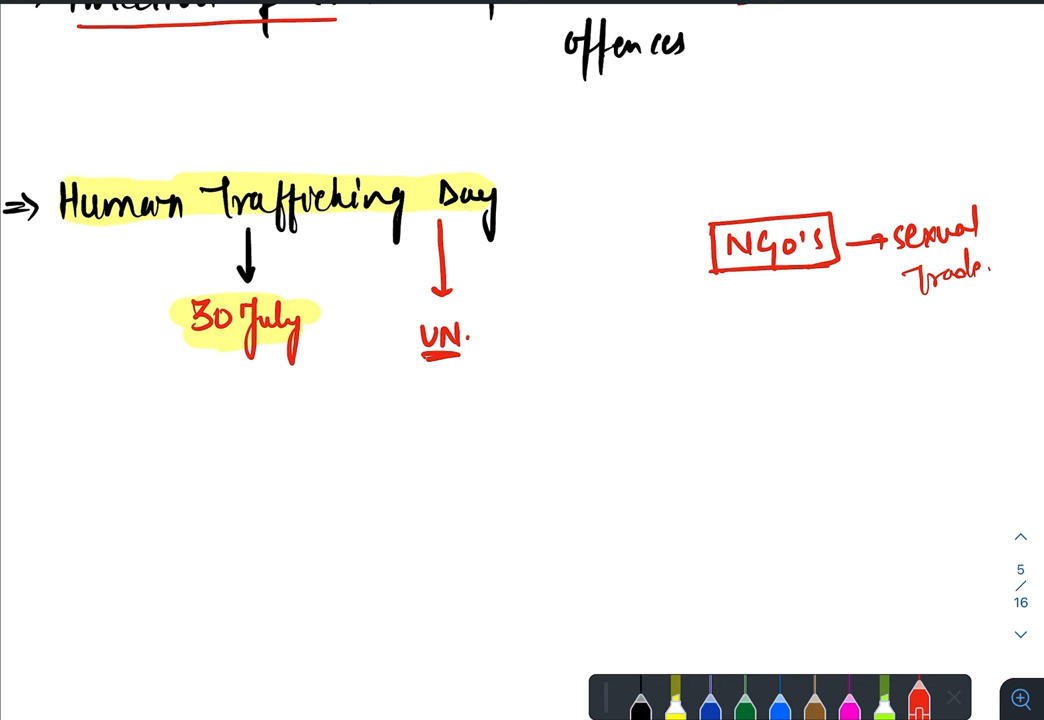 offences
=> Human Trafficking Day
30 July
UN.
NGO's → sexual
Trade.
5
/
16